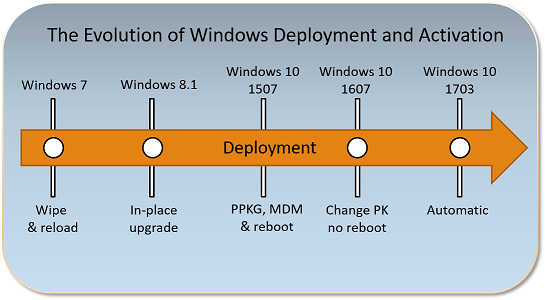 The Evolution of Windows Deployment and Activation
Windows 7
Windows 8.1
Windows 10
1507
Windows 10
1607
Windows 10
1703
Deployment
Wipe
& reload
In-place
upgrade
PPKG, MDM
& reboot
Change PK
no reboot
Automatic